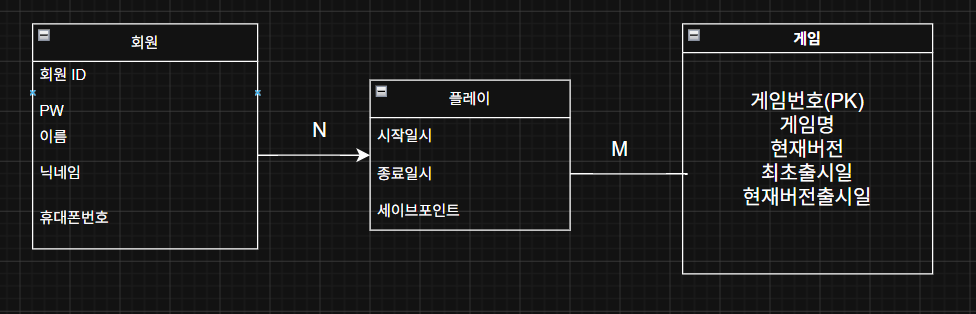 회원
회원 ID
PW
이름
닉네임
휴대폰번호
N
플레이
시작일시
종료일시
세이브포인트
M
게임
게임번호(PK)
게임명
현재버전
최초출시일
현재버전출시일